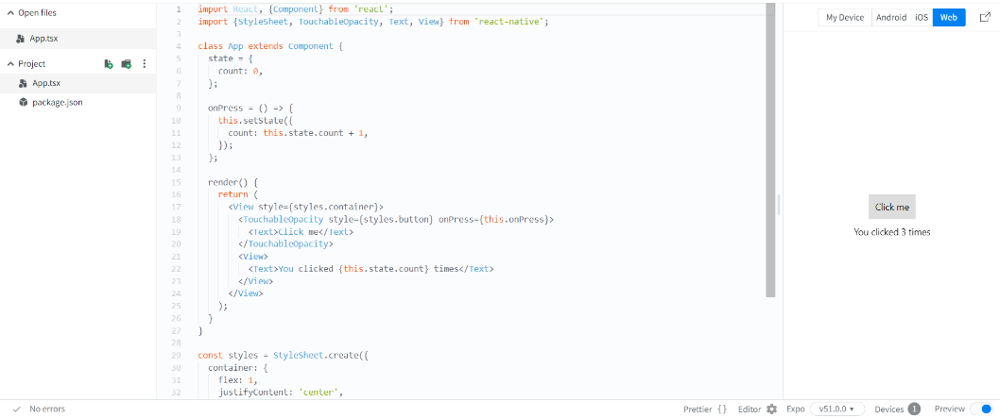 Open files
App.tsx
Project
App.tsx
package.json
1 import React, {Component} from 'react';
2 import {StyleSheet, TouchableOpacity, Text, View} from 'react-native';
3
4 class App extends Component {
5 state = {
6 count: 0,
7 };
8
9 onPress = () => {
10 this.setState({
11 count: this.state.count + 1,
12 });
13 };
14
15 render() {
16 return (
17 <View style={styles.container}>
18 <TouchableOpacity style={styles.button} onPress={this.onPress}>
19 <Text>Click me</Text>
20 </TouchableOpacity>
21 <View>
22 <Text>You clicked {this.state.count} times</Text>
23 </View>
24 </View>
25 );
26 }
27 }
28
29 const styles = StyleSheet.create({
30 container: {
31 flex: 1,
32 justifyContent: 'center',
My Device Android iOS Web
Click me
You clicked 3 times
No errors
Prettier {} Editor Expo v51.0.0 Devices 1 Preview